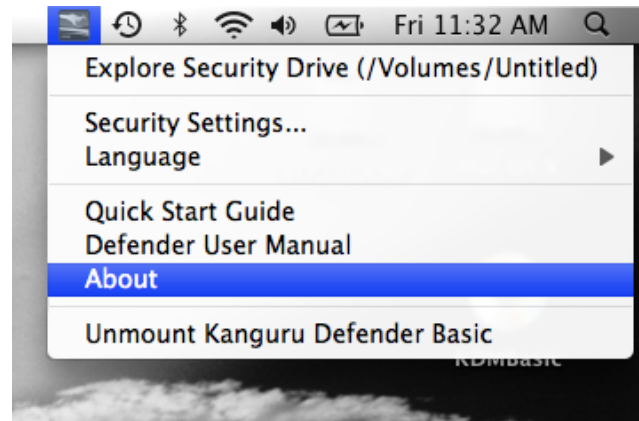 Fri 11:32 AM
Explore Security Drive (/Volumes/Untitled)
Security Settings...
Language
Quick Start Guide
Defender User Manual
About
Unmount Kanguru Defender Basic
KDMBasic